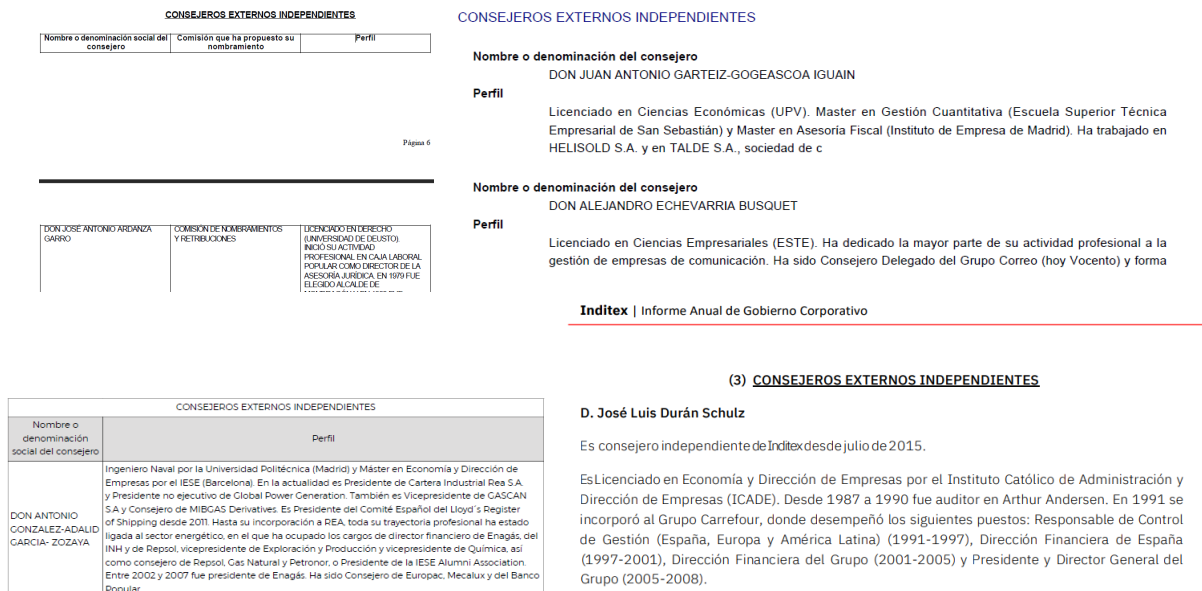 CONSEJEROS EXTERNOS INDEPENDIENTES
Nombre o denominación social del consejero
Comisión que ha propuesto su nombramiento
Perfil
Página 6
DON JOSÉ ANTONIO ARDANZA
GARRO
COMISIÓN DE NOMBRAMIENTOS
Y RETRIBUCIONES
LICENCIADO EN DERECHO
(UNIVERSIDAD DE DEUSTO).
INICIÓ SU ACTIVIDAD
PROFESIONAL EN CAJA LABORAL
POPULAR COMO DIRECTOR DE LA
ASESORÍA JURÍDICA. EN 1979 FUE
ELEGIDO ALCALDE DE
CONSEJEROS EXTERNOS INDEPENDIENTES
Nombre o denominación del consejero
DON JUAN ANTONIO GARTEIZ-GOGEASCOA IGUAIN
Perfil
Licenciado en Ciencias Económicas (UPV). Master en Gestión Cuantitativa (Escuela Superior Técnica
Empresarial de San Sebastián) y Master en Asesoría Fiscal (Instituto de Empresa de Madrid). Ha trabajado en
HELISOLD S.A. y en TALDE S.A., sociedad de c
Nombre o denominación del consejero
DON ALEJANDRO ECHEVARRIA BUSQUET
Perfil
Licenciado en Ciencias Empresariales (ESTE). Ha dedicado la mayor parte de su actividad profesional a la
gestión de empresas de comunicación. Ha sido Consejero Delegado del Grupo Correo (hoy Vocento) y forma
CONSEJEROS EXTERNOS INDEPENDIENTES
Nombre o
denominación
social del consejero
Perfil
DON ANTONIO
GONZALEZ-ADALID
GARCIA- ZOZAYA
Ingeniero Naval por la Universidad Politécnica (Madrid) y Máster en Economía y Dirección de
Empresas por el IESE (Barcelona). En la actualidad es Presidente de Cartera Industrial Rea S.A.
y Presidente no ejecutivo de Global Power Generation. También es Vicepresidente de GASCAN
S.A y Consejero de MIBGAS Derivatives. Es Presidente del Comité Español del Lloyd´s Register
of Shipping desde 2011. Hasta su incorporación a REA, toda su trayectoria profesional ha estado
ligada al sector energético, en el que ha ocupado los cargos de director financiero de Enagás, del
INH y de Repsol, vicepresidente de Exploración y Producción y vicepresidente de Química, así
como consejero de Repsol, Gas Natural y Petronor, o Presidente de la IESE Alumni Association.
Entre 2002 y 2007 fue presidente de Enagás. Ha sido Consejero de Europac, Mecalux y del Banco
Popular
Inditex | Informe Anual de Gobierno Corporativo
(3) CONSEJEROS EXTERNOS INDEPENDIENTES
D. José Luis Durán Schulz
Es consejero independiente de Inditex desde julio de 2015.
Es Licenciado en Economía y Dirección de Empresas por el Instituto Católico de Administración y
Dirección de Empresas (ICADE). Desde 1987 a 1990 fue auditor en Arthur Andersen. En 1991 se
incorporó al Grupo Carrefour, donde desempeñó los siguientes puestos: Responsable de Control
de Gestión (España, Europa y América Latina) (1991-1997), Dirección Financiera de España
(1997-2001), Dirección Financiera del Grupo (2001-2005) y Presidente y Director General del
Grupo (2005-2008).